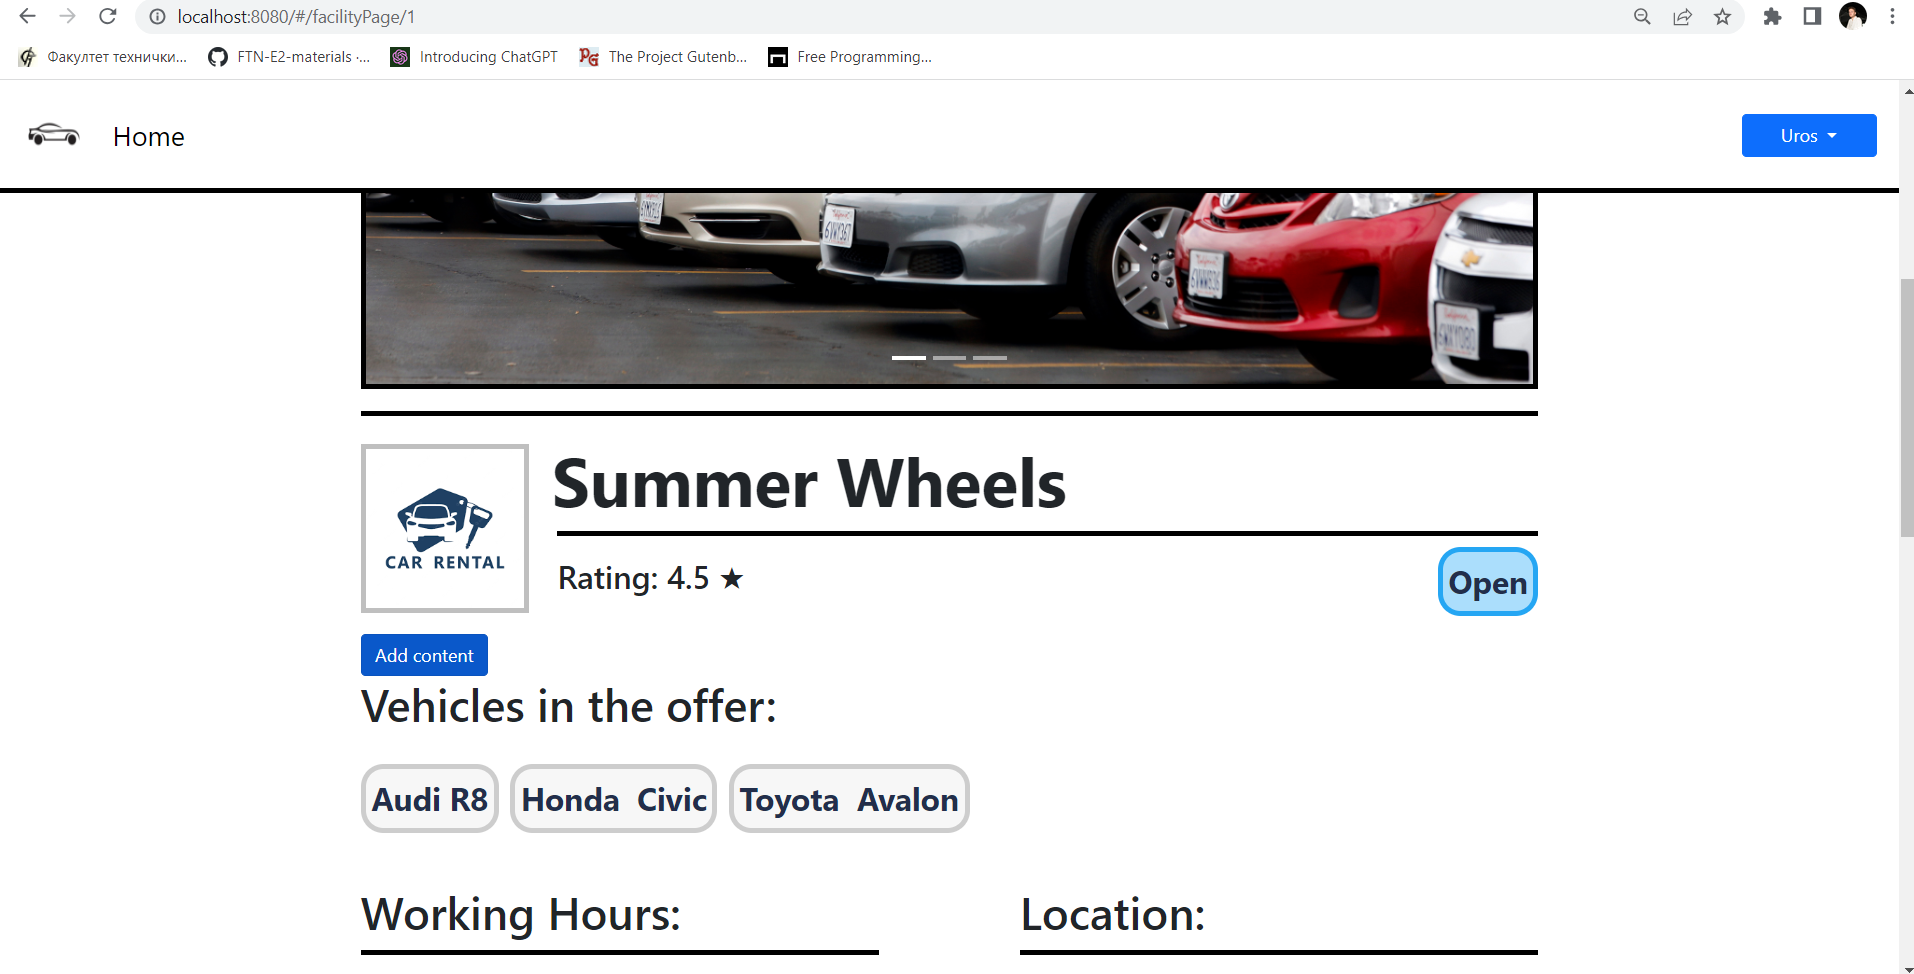 localhost:8080/#/facilityPage/1
Факултет технички... FTN-E2-materials ·... Introducing ChatGPT The Project Gutenb... Free Programming...
Home
Uros
Summer Wheels
CAR RENTAL
Rating: 4.5 ★
Open
Add content
Vehicles in the offer:
Audi R8 Honda Civic Toyota Avalon
Working Hours:
Location: